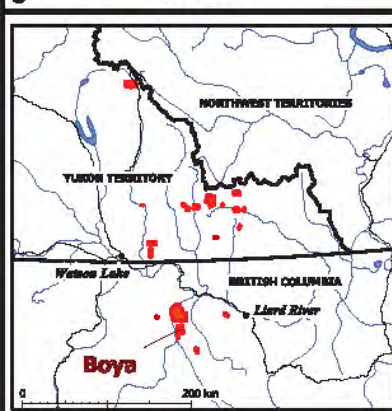 NORTHWEST TERRITORIES
YUKON TERRITORY
Watson Lake
BRITISH COLUMBIA
Liard River
Boya
0 200 km